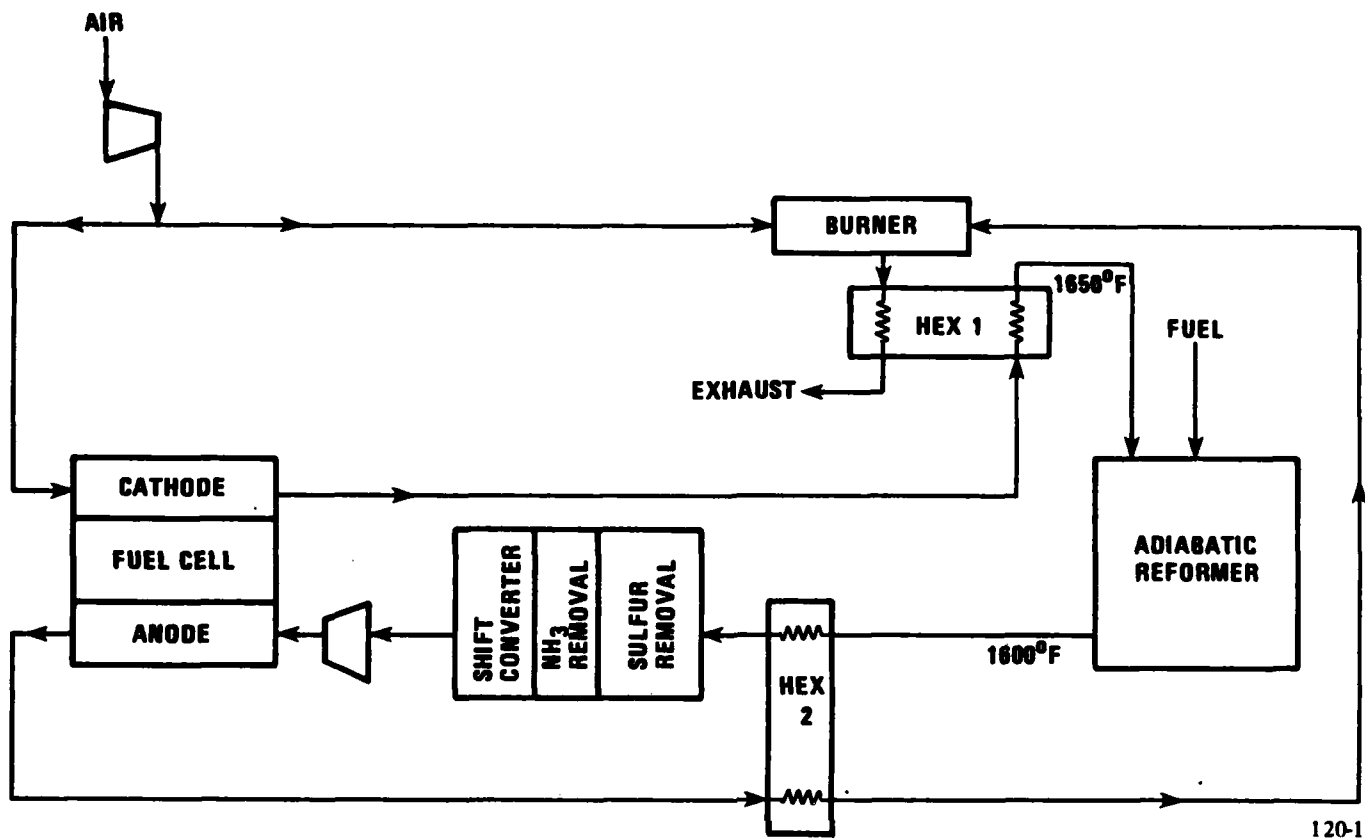 AIR
BURNER
1650°F
HEX 1
FUEL
EXHAUST
CATHODE
FUEL CELL
ANODE
SHIFT
CONVERTER
NH3
REMOVAL
SULFUR
REMOVAL
ADIABATIC
REFORMER
1600°F
HEX
2
120-1